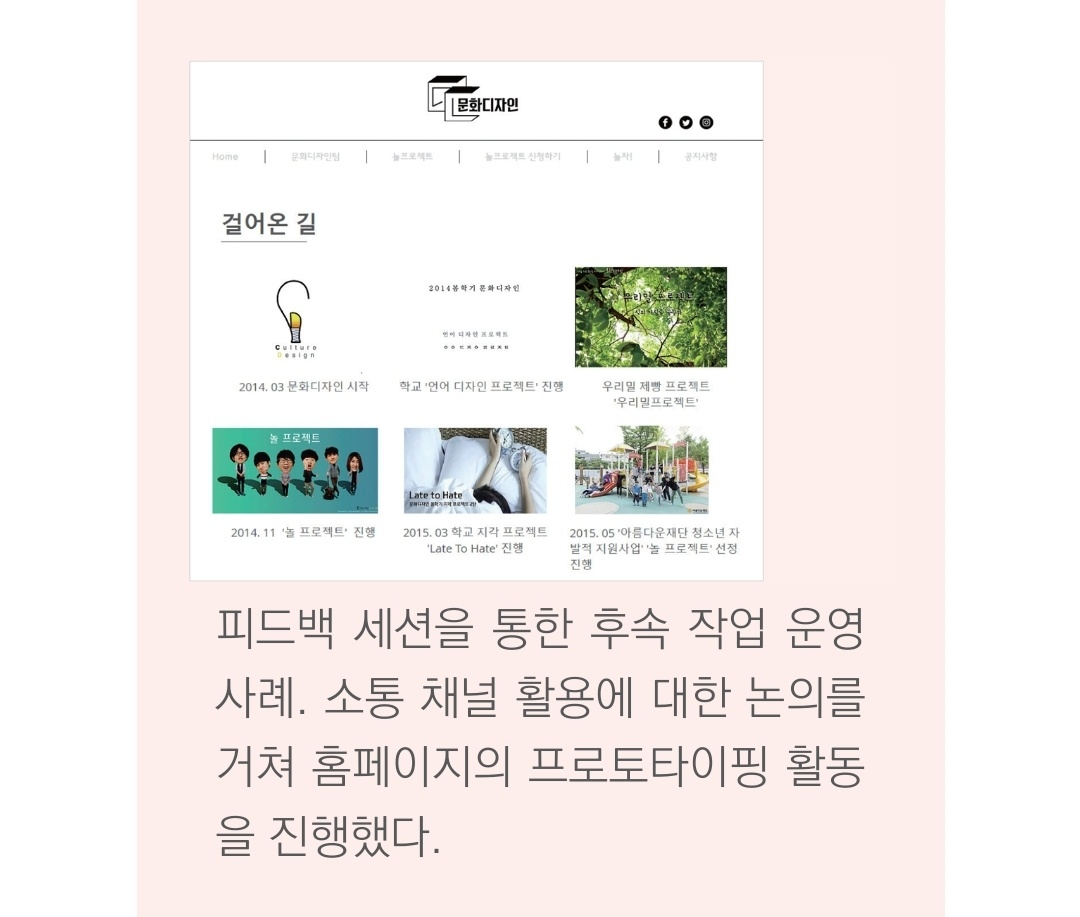 문화디자인
Home | 문화디자인팀 | 놀프로젝트 | 놀프로젝트 신청하기 | 놀자! | 공지사항
걸어온 길
Culture
Design
2014. 03 문화디자인 시작
2014봄학기 문화디자인
언어 디자인 프로젝트
학교 '언어 디자인 프로젝트' 진행
우리밀 프로젝트
우리밀 제빵 프로젝트
'우리밀프로젝트'
놀 프로젝트
2014. 11 '놀 프로젝트' 진행
Late to Hate
2015. 03 학교 지각 프로젝트
'Late To Hate' 진행
2015. 05 '아름다운재단 청소년 자
발적 지원사업' '놀 프로젝트' 선정
진행
피드백 세션을 통한 후속 작업 운영
사례. 소통 채널 활용에 대한 논의를
거쳐 홈페이지의 프로토타이핑 활동
을 진행했다.